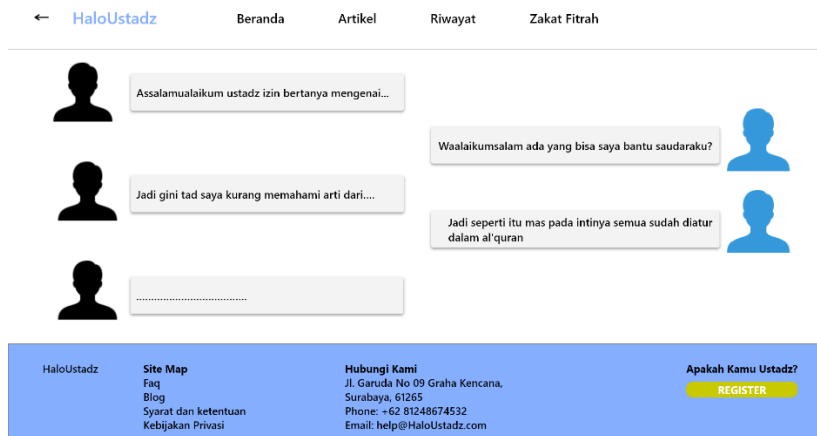 ← HaloUstadz Beranda Artikel Riwayat Zakat Fitrah
Assalamualaikum ustadz izin bertanya mengenai...
Waalaikumsalam ada yang bisa saya bantu saudaraku?
Jadi gini tad saya kurang memahami arti dari....
Jadi seperti itu mas pada intinya semua sudah diatur
dalam al'quran
.....................................
HaloUstadz
Site Map
Faq
Blog
Syarat dan ketentuan
Kebijakan Privasi
Hubungi Kami
Jl. Garuda No 09 Graha Kencana,
Surabaya, 61265
Phone: +62 81248674532
Email: help@HaloUstadz.com
Apakah Kamu Ustadz?
REGISTER